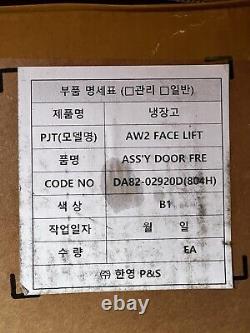 부품 명세표 (□관리 □일반)
제품명 냉장고
PJT(모델명) AW2 FACE LIFT
품명 ASS'Y DOOR FRE
CODE NO DA82-02920D(804H)
색 상 B1
작업일자 월 일
수 량 EA
㈜ 한영 P&S
ebay